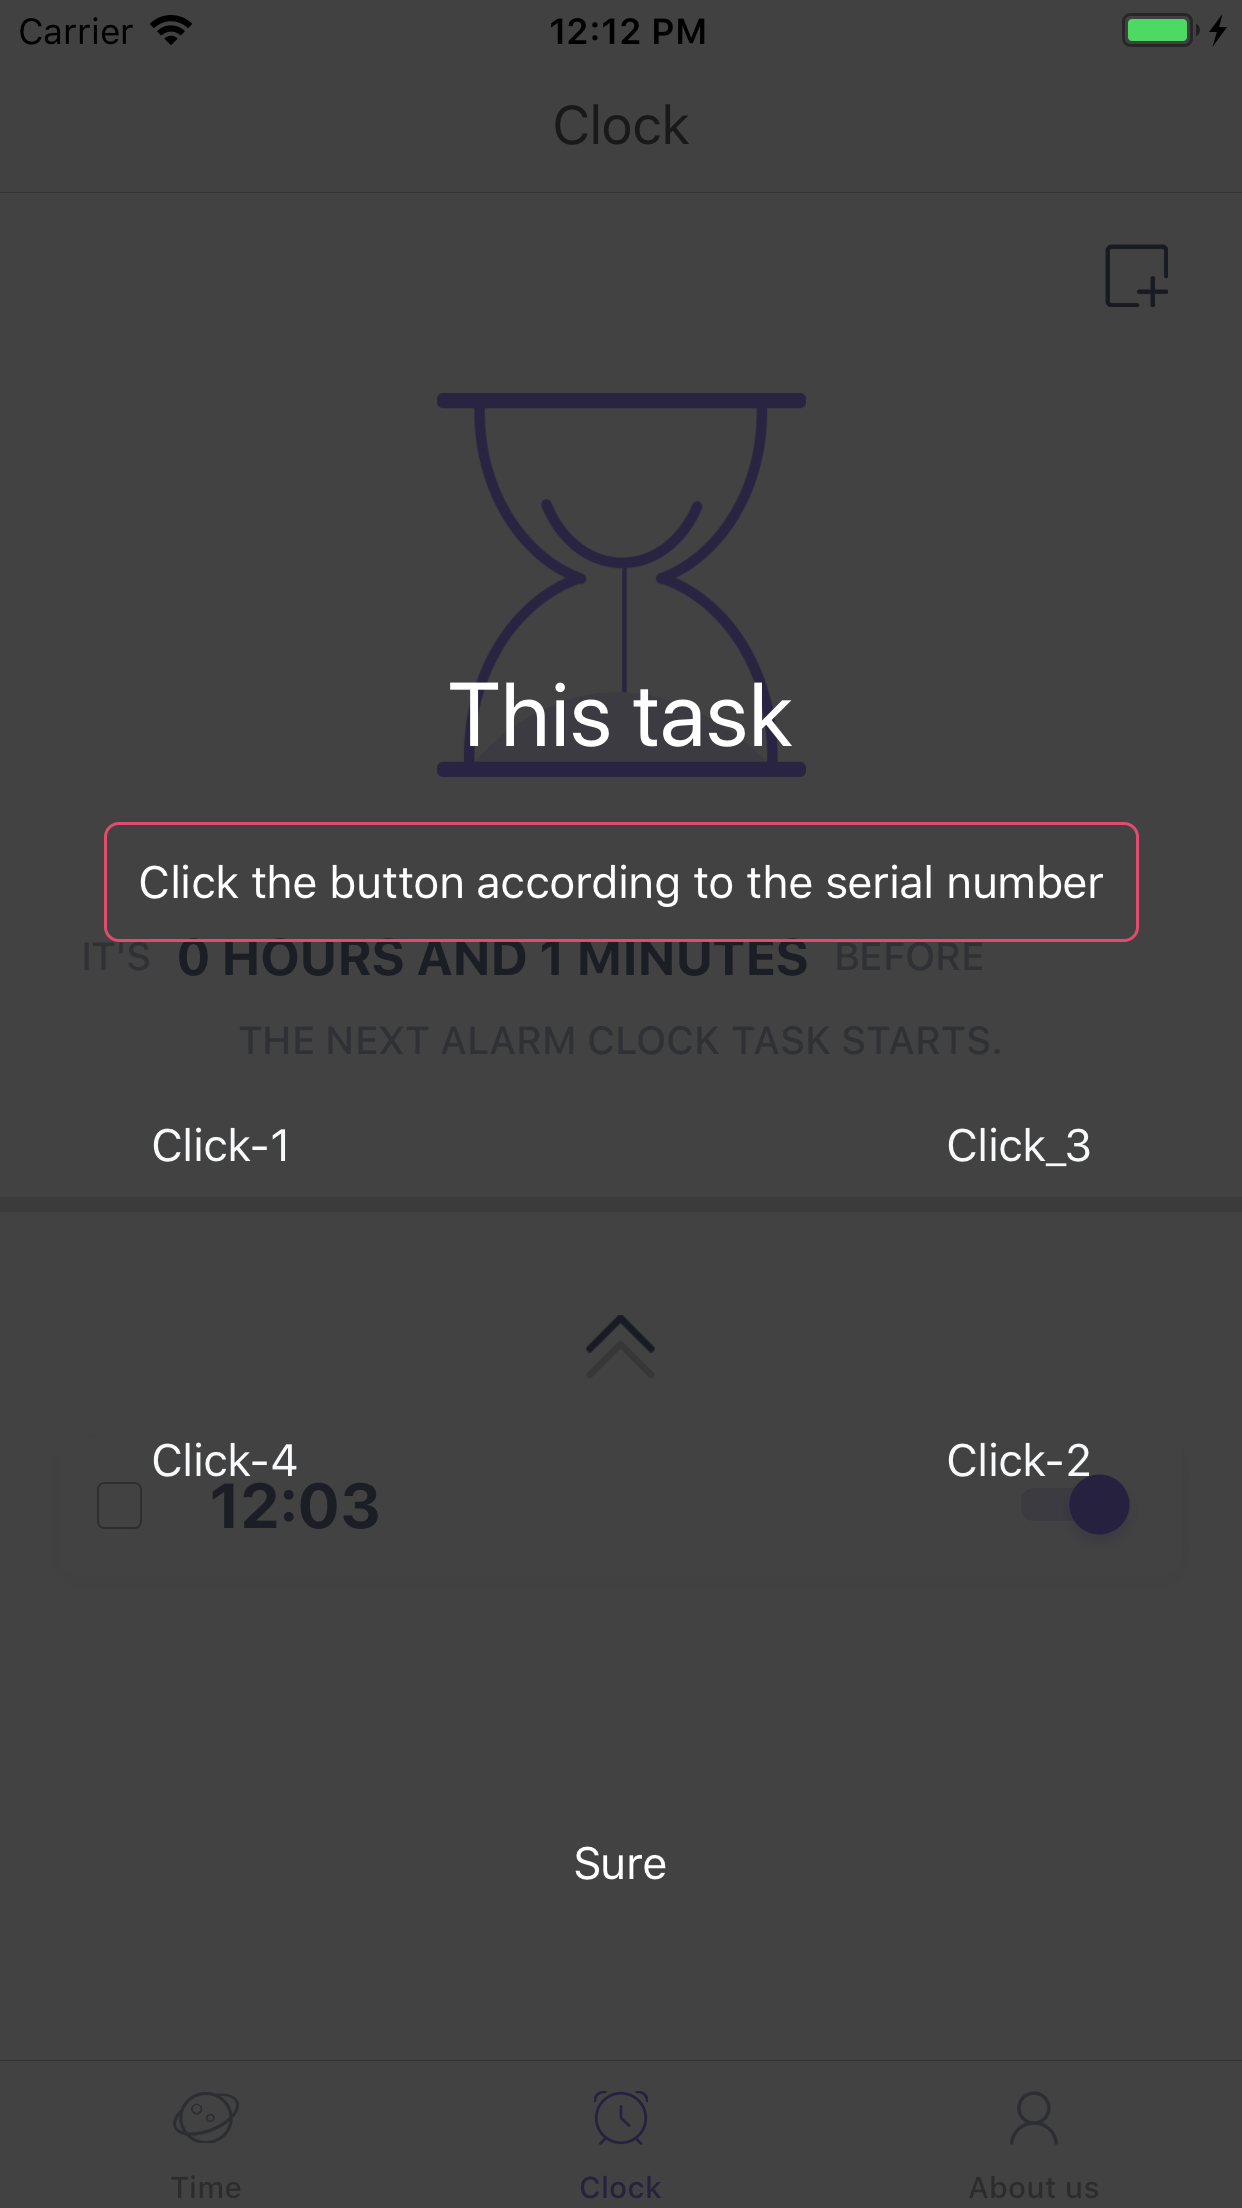 Carrier 12:12 PM
Clock
This task
Click the button according to the serial number
IT'S 0 HOURS AND 1 MINUTES BEFORE
THE NEXT ALARM CLOCK TASK STARTS.
Click-1 Click_3
Click-4 Click-2
12:03
Sure
Time Clock About us